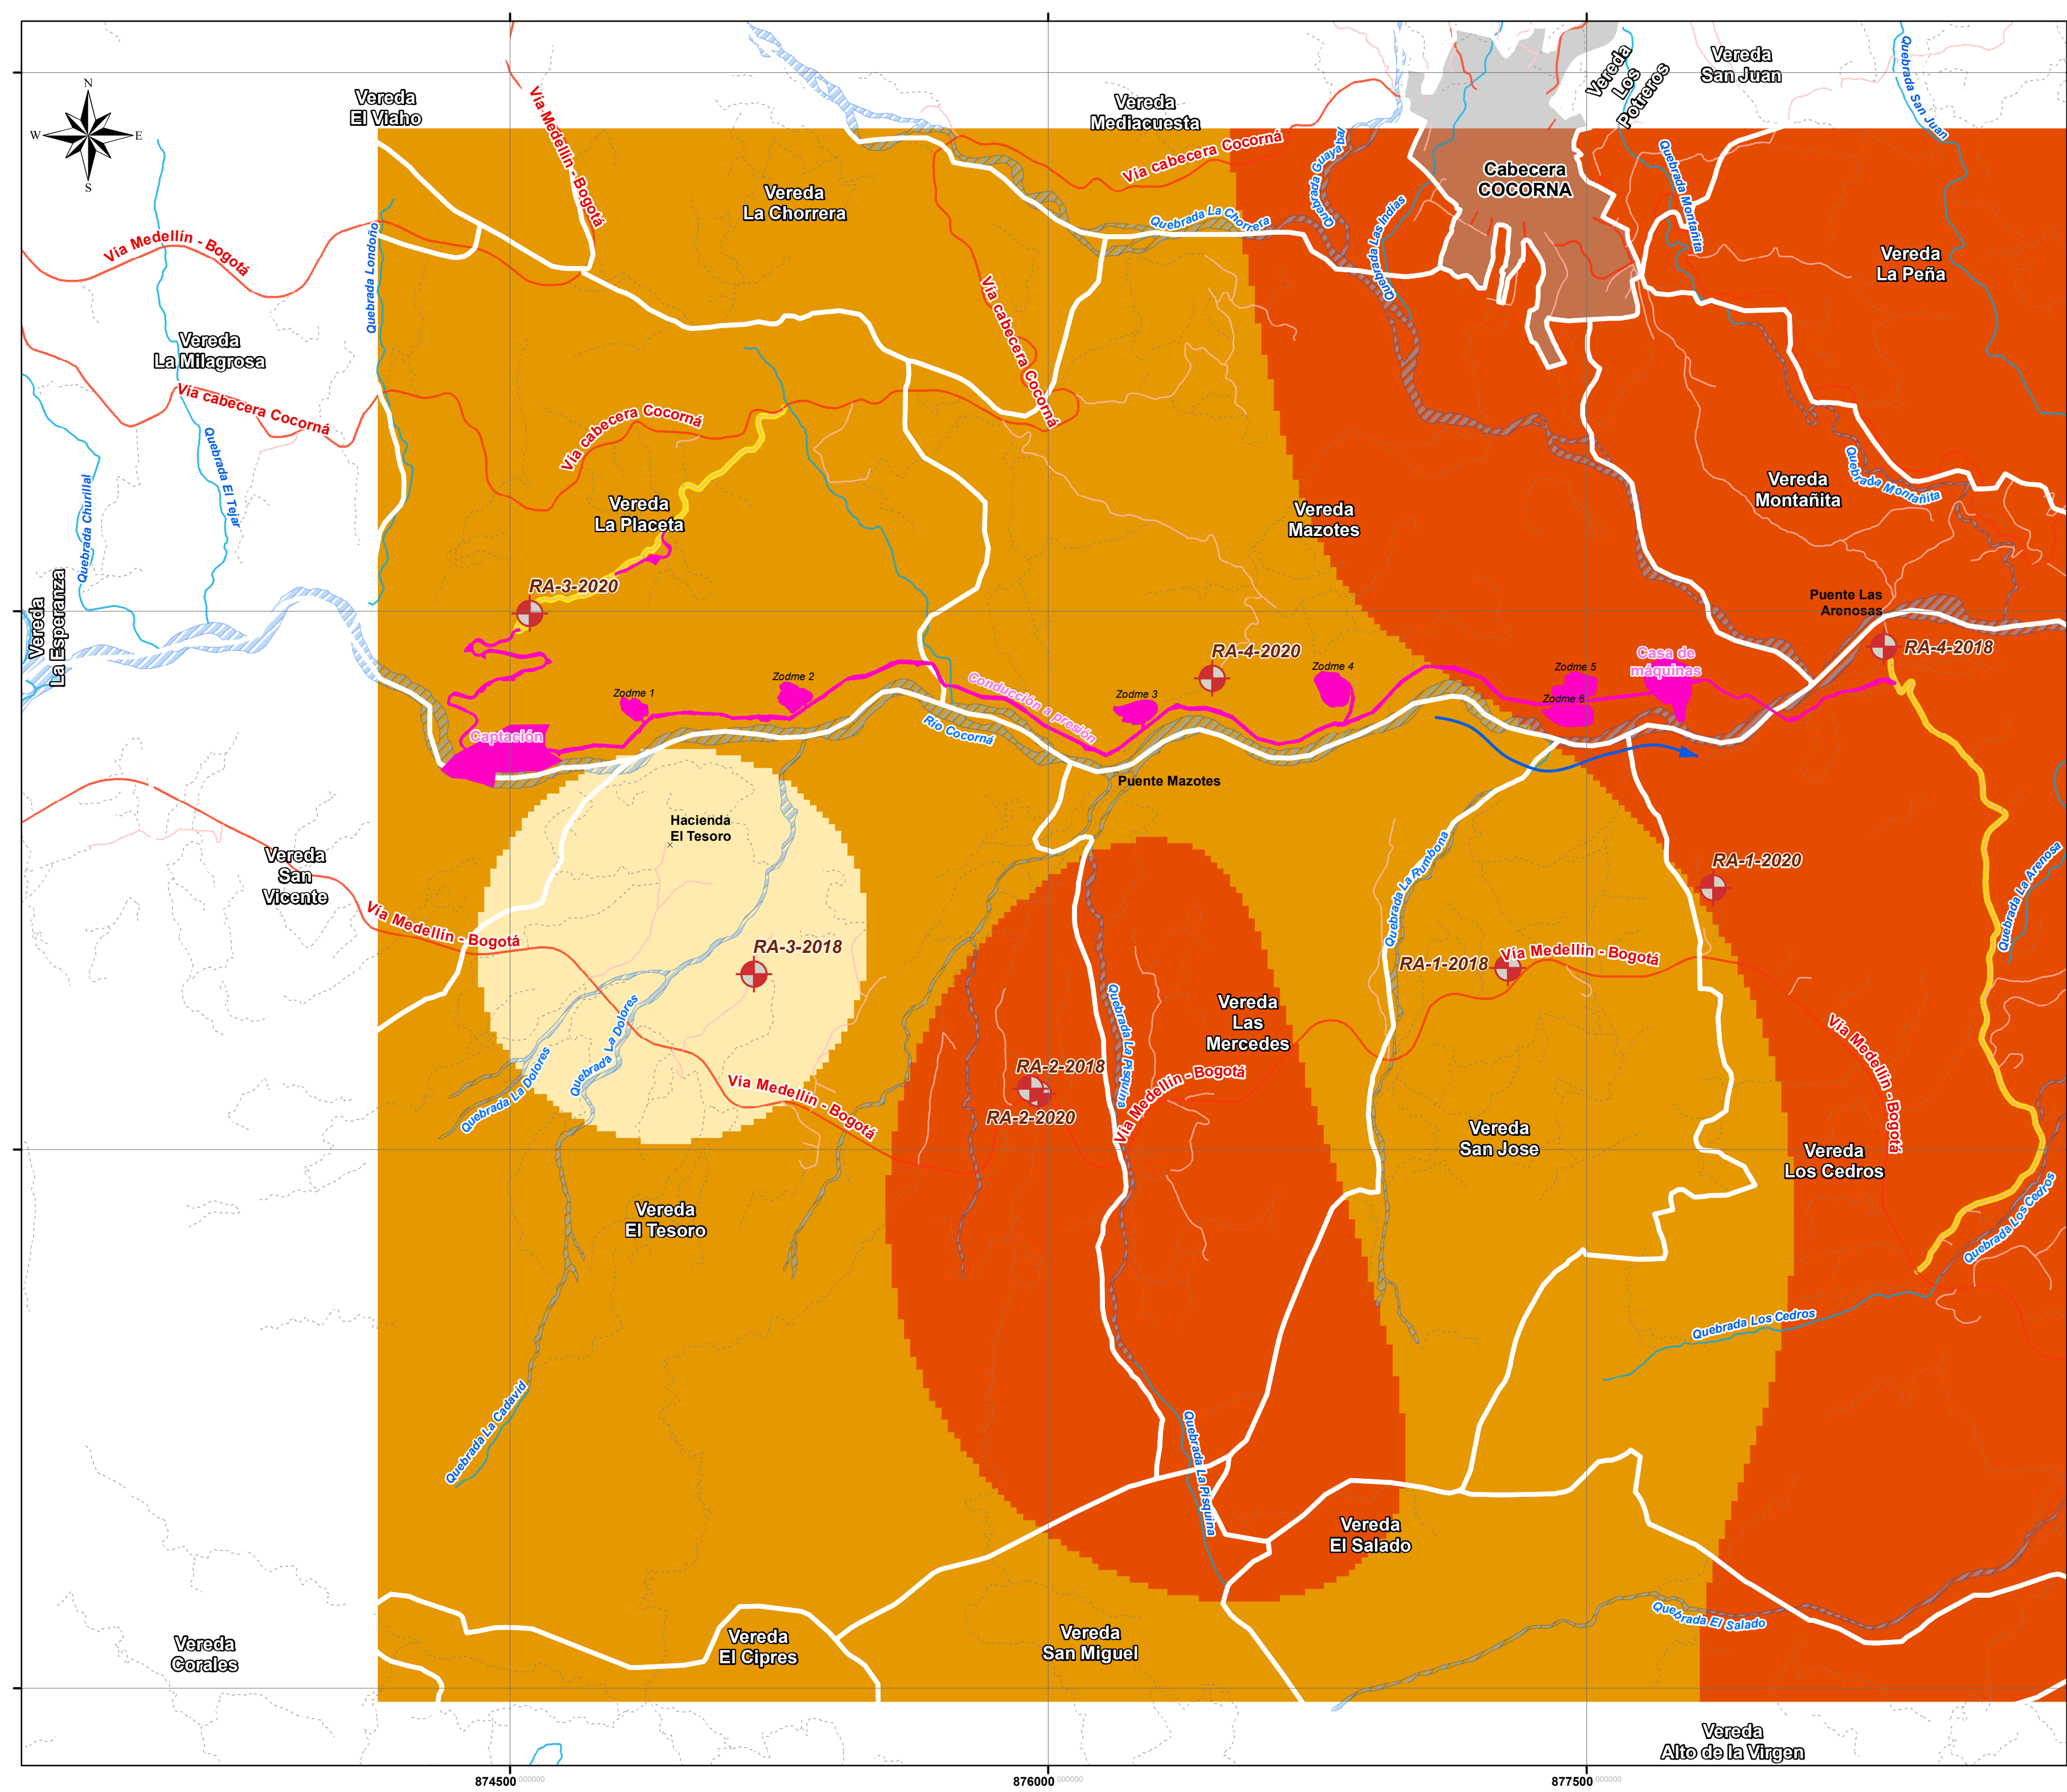 N
W
E
S
Vereda
El Viaho
Vía Medellín - Bogotá
Vereda
Mediacuesta
Vía cabecera Cocorná
Vereda
Los
Potreros
Vereda
San Juan
Quebrada San Juan
Vereda
La Chorrera
Quebrada La Chorrera
Quebrada Guayabal
Quebrada Las Indias
Cabecera
COCORNA
Quebrada Montañita
Vereda
La Peña
Vía Medellín - Bogotá
Quebrada Londoño
Vereda
La Milagrosa
Vía cabecera Cocorná
Vía cabecera Cocorná
Vía cabecera Cocorná
Quebrada Churillal
Quebrada El Tejar
Vereda
La Placeta
Vereda
Mazotes
Vereda
Montañita
Quebrada Montañita
Vereda
La Esperanza
RA-3-2020
RA-4-2020
Puente Las
Arenosas
RA-4-2018
Zodme 1
Zodme 2
Zodme 3
Zodme 4
Zodme 5
Zodme 6
Casa de
máquinas
Captación
Conducción a presión
Río Cocorná
Puente Mazotes
Hacienda
El Tesoro
Vereda
San
Vicente
Vía Medellín - Bogotá
RA-3-2018
Quebrada La Rumbona
RA-1-2020
RA-1-2018
Vía Medellín - Bogotá
Quebrada La Arenosa
Quebrada La Dolores
Quebrada La Dolores
Vía Medellín - Bogotá
RA-2-2018
RA-2-2020
Quebrada La Pisquina
Vía Medellín - Bogotá
Vereda
Las
Mercedes
Vereda
San Jose
Vía Medellín - Bogotá
Vereda
Los Cedros
Quebrada Los Cedros
Vereda
El Tesoro
Quebrada Los Cedros
Quebrada La Cadavid
Quebrada La Pisquina
Vereda
El Salado
Quebrada El Salado
Vereda
Corales
Vereda
El Cipres
Vereda
San Miguel
Vereda
Alto de la Virgen
874500.000000
876000.000000
877500.000000